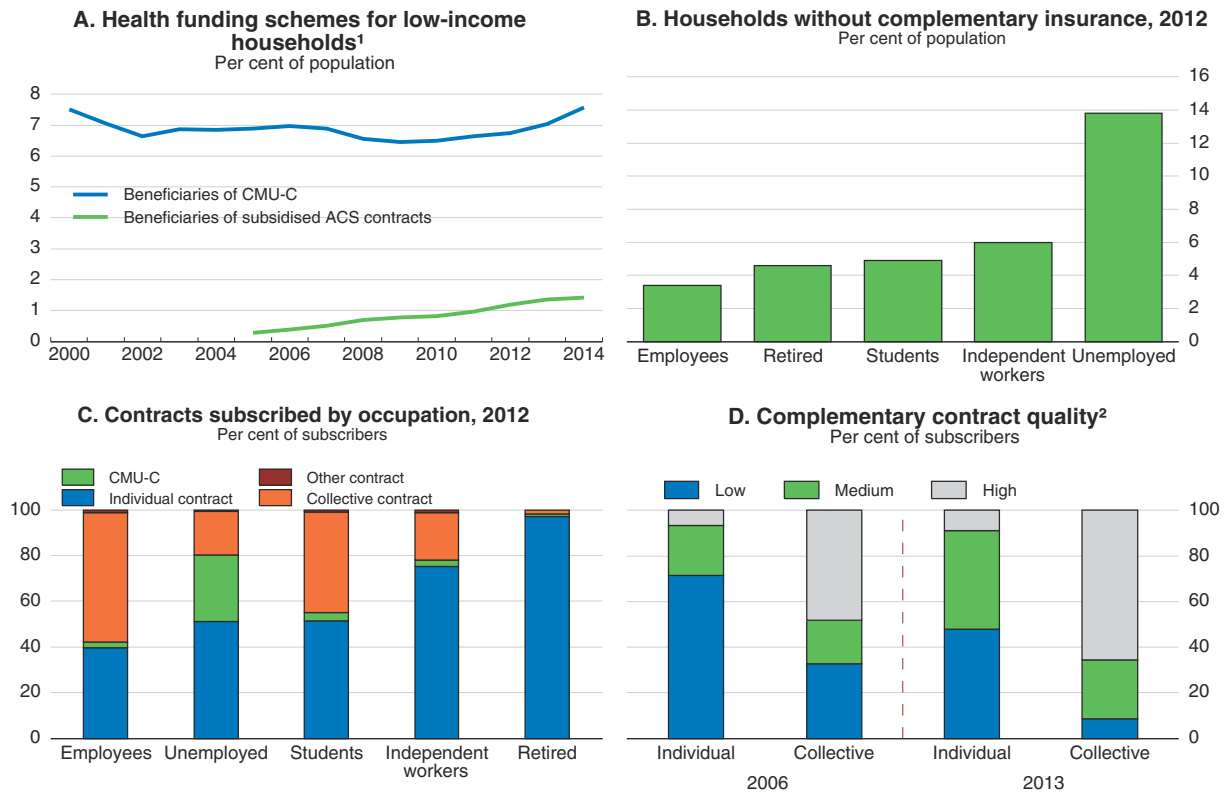 A. Health funding schemes for low-income
households¹
Per cent of population
8
7
6
5
4
3
2
1
0
Beneficiaries of CMU-C
Beneficiaries of subsidised ACS contracts
2000 2002 2004 2006 2008 2010 2012 2014
B. Households without complementary insurance, 2012
Per cent of population
16
14
12
10
8
6
4
2
0
Employees Retired Students Independent workers Unemployed
C. Contracts subscribed by occupation, 2012
Per cent of subscribers
CMU-C Other contract
Individual contract Collective contract
100
80
60
40
20
0
Employees Unemployed Students Independent workers Retired
D. Complementary contract quality²
Per cent of subscribers
Low Medium High
100
80
60
40
20
0
Individual Collective Individual Collective
2006 2013